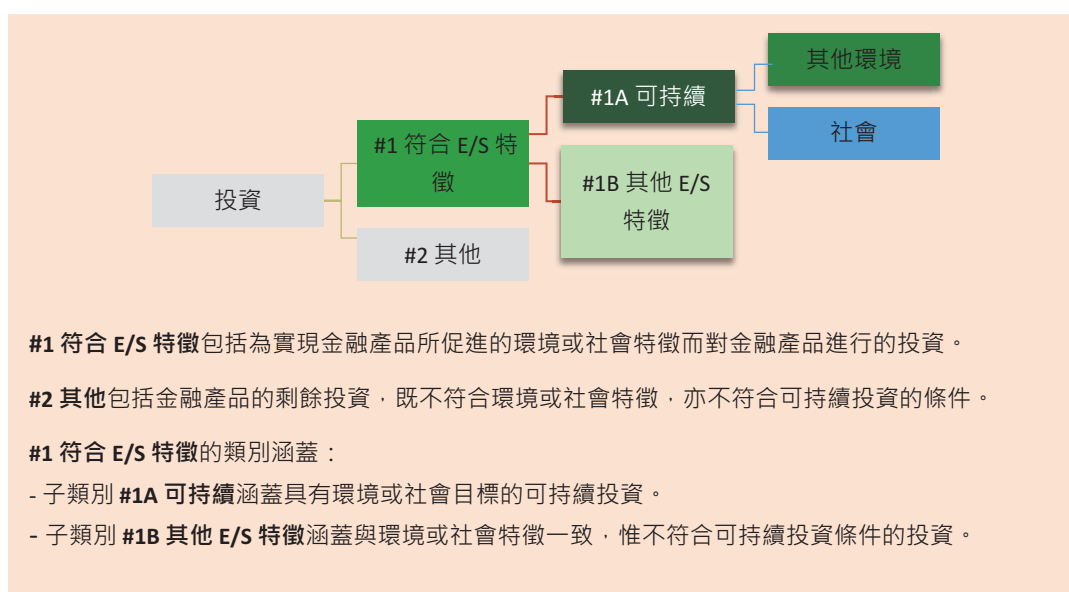 其他環境
#1A 可持續
社會
#1 符合 E/S 特
徵
#1B 其他 E/S
特徵
投資
#2 其他
#1 符合 E/S 特徵包括為實現金融產品所促進的環境或社會特徵而對金融產品進行的投資。
#2 其他包括金融產品的剩餘投資，既不符合環境或社會特徵，亦不符合可持續投資的條件。
#1 符合 E/S 特徵的類別涵蓋：
- 子類別 #1A 可持續涵蓋具有環境或社會目標的可持續投資。
- 子類別 #1B 其他 E/S 特徵涵蓋與環境或社會特徵一致，惟不符合可持續投資條件的投資。